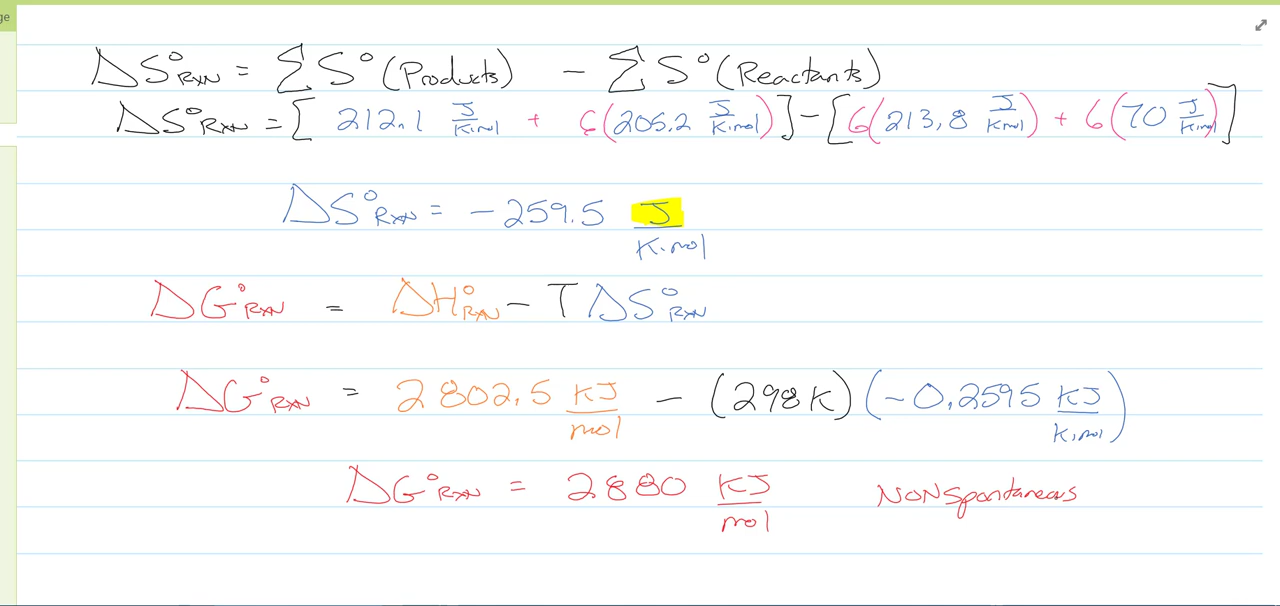 ge
ΔS°RXN = ΣS°(Products) - ΣS°(Reactants)
ΔS°RXN = [212.1 J/K·mol + 6(205.2 J/K·mol)] - [6(213.8 J/K·mol) + 6(70 J/K·mol)]
ΔS°RXN = -259.5 J/K·mol
ΔG°RXN = ΔH°RXN - TΔS°RXN
ΔG°RXN = 2802.5 KJ/mol - (298K)(-0.2595 KJ/K·mol)
ΔG°RXN = 2880 KJ/mol NONSpontaneous